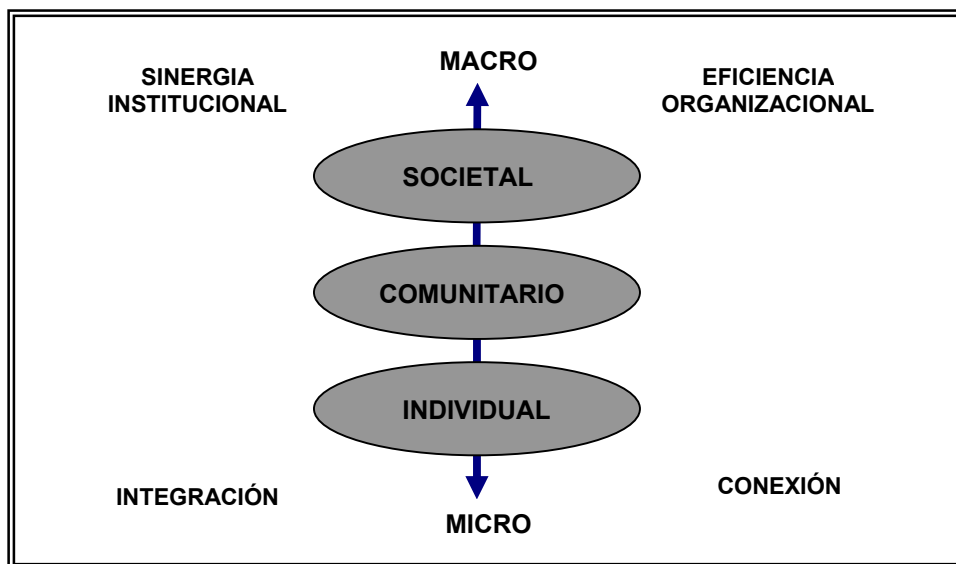 MACRO
SINERGIA
INSTITUCIONAL
EFICIENCIA
ORGANIZACIONAL
SOCIETAL
COMUNITARIO
INDIVIDUAL
INTEGRACIÓN
CONEXIÓN
MICRO